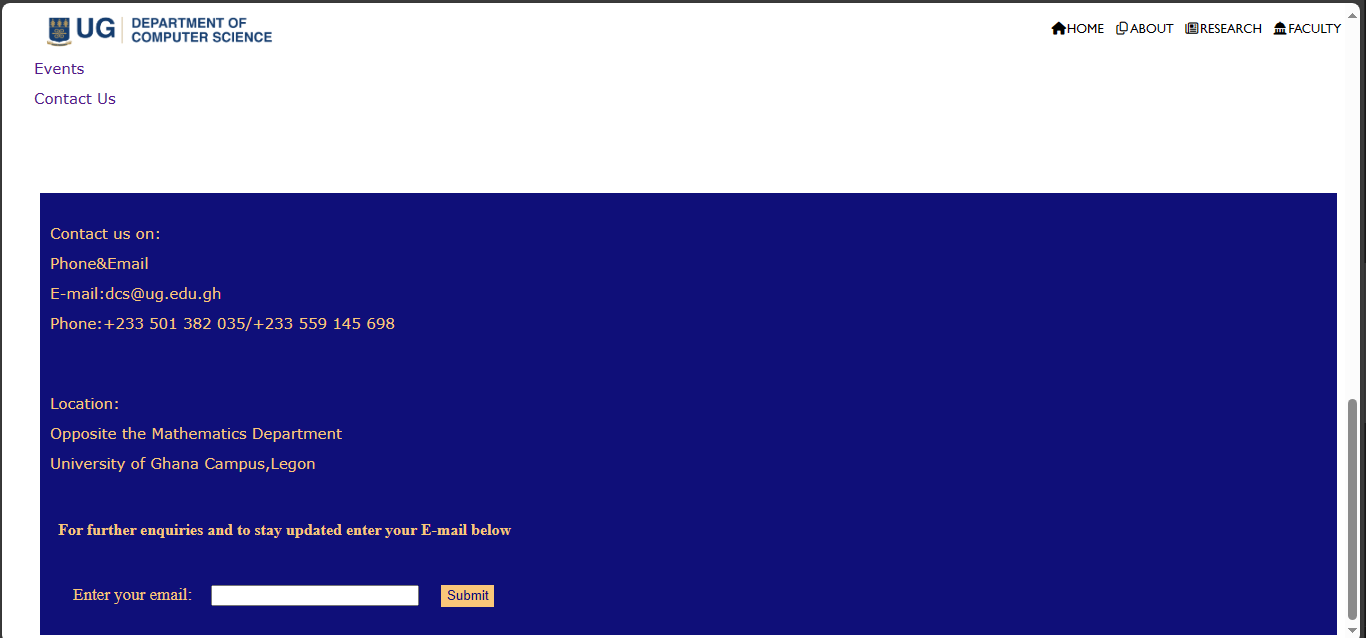 UG DEPARTMENT OF
COMPUTER SCIENCE
HOME ABOUT RESEARCH FACULTY
Events
Contact Us
Contact us on:
Phone&Email
E-mail:dcs@ug.edu.gh
Phone:+233 501 382 035/+233 559 145 698
Location:
Opposite the Mathematics Department
University of Ghana Campus,Legon
For further enquiries and to stay updated enter your E-mail below
Enter your email: Submit